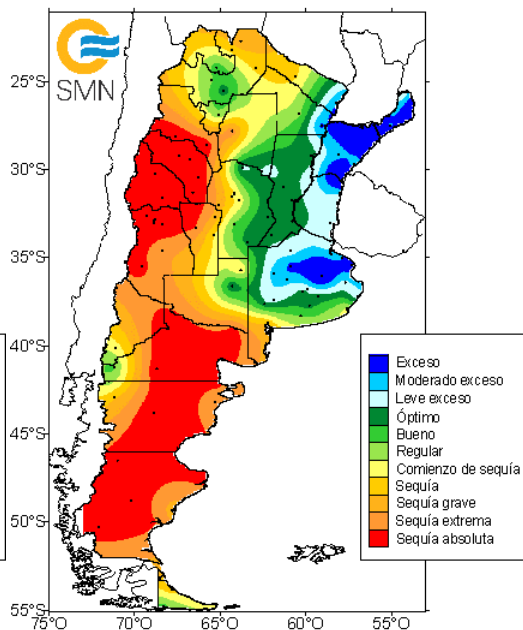 SMN
25°S
30°S
35°S
40°S
45°S
50°S
55°S
75°O 70°O 65°O 60°O 55°O
Exceso
Moderado exceso
Leve exceso
Óptimo
Bueno
Regular
Comienzo de sequía
Sequía
Sequía grave
Sequía extrema
Sequía absoluta